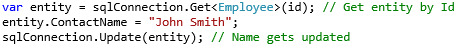 var entity = sqlConnection.Get<Employee>(id); // Get entity by Id
entity.ContactName = "John Smith";
sqlConnection.Update(entity); // Name gets updated